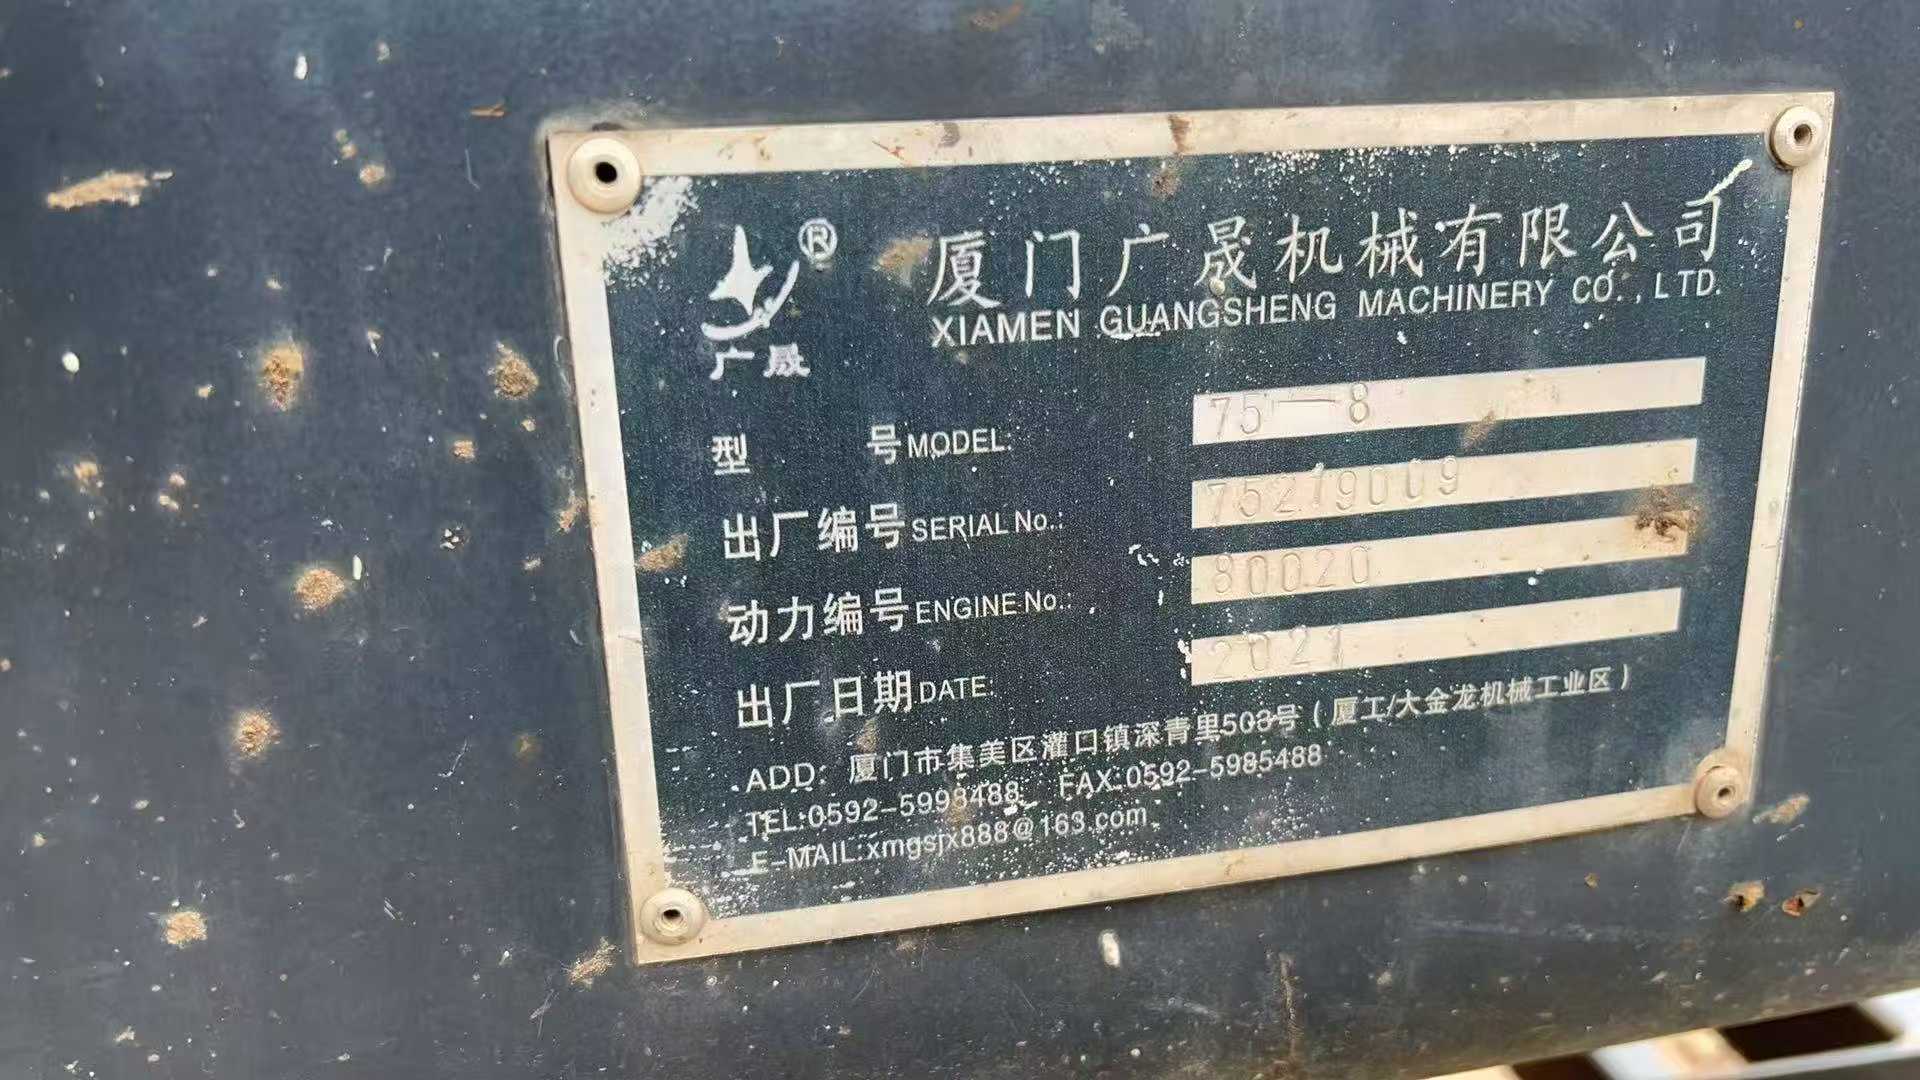 ®
广晟
厦门广晟机械有限公司
XIAMEN GUANGSHENG MACHINERY CO.,LTD.
型 号MODEL: 75—8
出厂编号SERIAL No.: 75219009
动力编号ENGINE No.: 80020
出厂日期DATE: 2021
ADD: 厦门市集美区灌口镇深青里503号(厦工/大金龙机械工业区)
TEL:0592-5998488 FAX:0592-5985488
E-MAIL:xmgsjx888@163.com